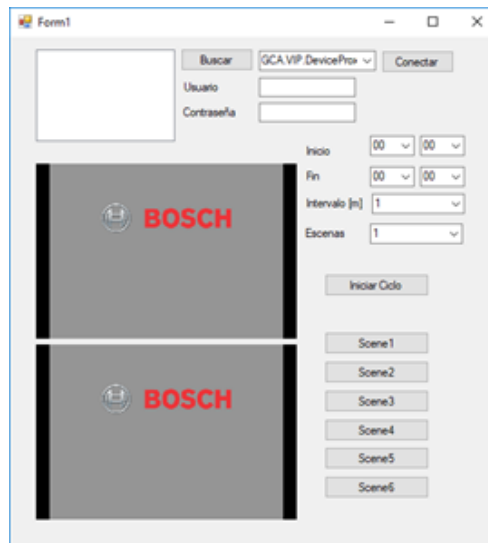 Form1
Buscar GCA.VIP.DeviceProx Conectar
Usuario
Contraseña
Inicio 00 00
Fin 00 00
Intervalo [m] 1
Escenas 1
BOSCH
Iniciar Ciclo
Scene1
Scene2
Scene3
BOSCH
Scene4
Scene5
Scene6